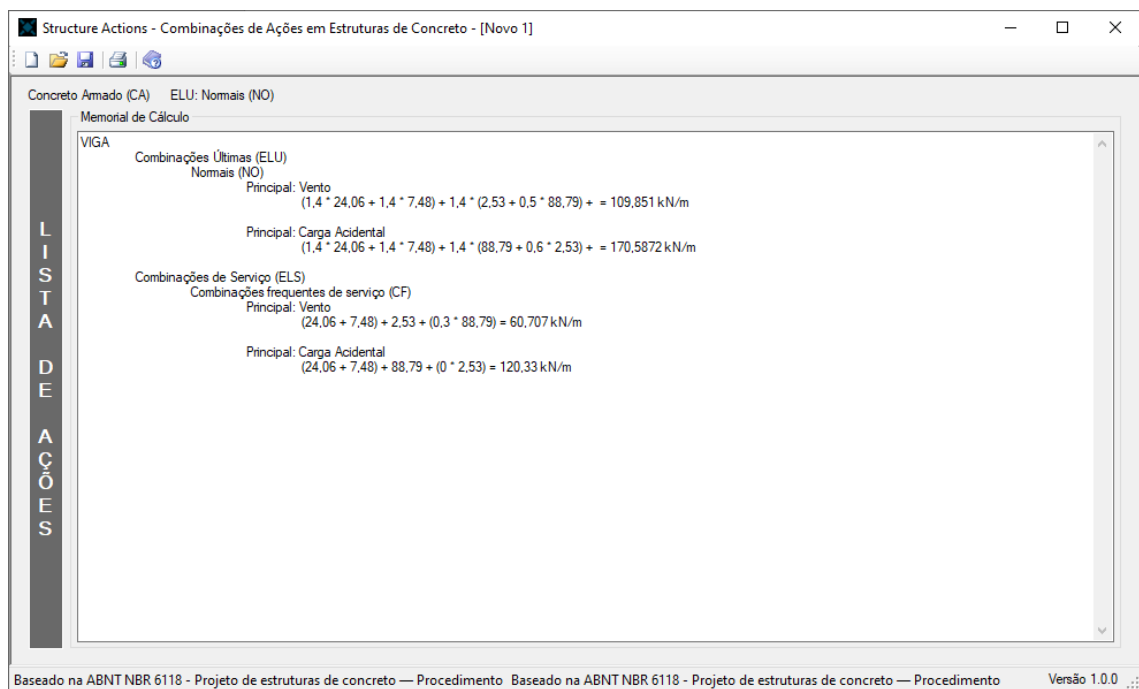 Structure Actions - Combinações de Ações em Estruturas de Concreto - [Novo 1]
Concreto Armado (CA) ELU: Normais (NO)
Memorial de Cálculo
LISTA DE AÇÕES
VIGA
Combinações Últimas (ELU)
Normais (NO)
Principal: Vento
(1,4 * 24,06 + 1,4 * 7,48) + 1,4 * (2,53 + 0,5 * 88,79) + = 109,851 kN/m
Principal: Carga Acidental
(1,4 * 24,06 + 1,4 * 7,48) + 1,4 * (88,79 + 0,6 * 2,53) + = 170,5872 kN/m
Combinações de Serviço (ELS)
Combinações frequentes de serviço (CF)
Principal: Vento
(24,06 + 7,48) + 2,53 + (0,3 * 88,79) = 60,707 kN/m
Principal: Carga Acidental
(24,06 + 7,48) + 88,79 + (0 * 2,53) = 120,33 kN/m
Baseado na ABNT NBR 6118 - Projeto de estruturas de concreto — Procedimento Baseado na ABNT NBR 6118 - Projeto de estruturas de concreto — Procedimento Versão 1.0.0